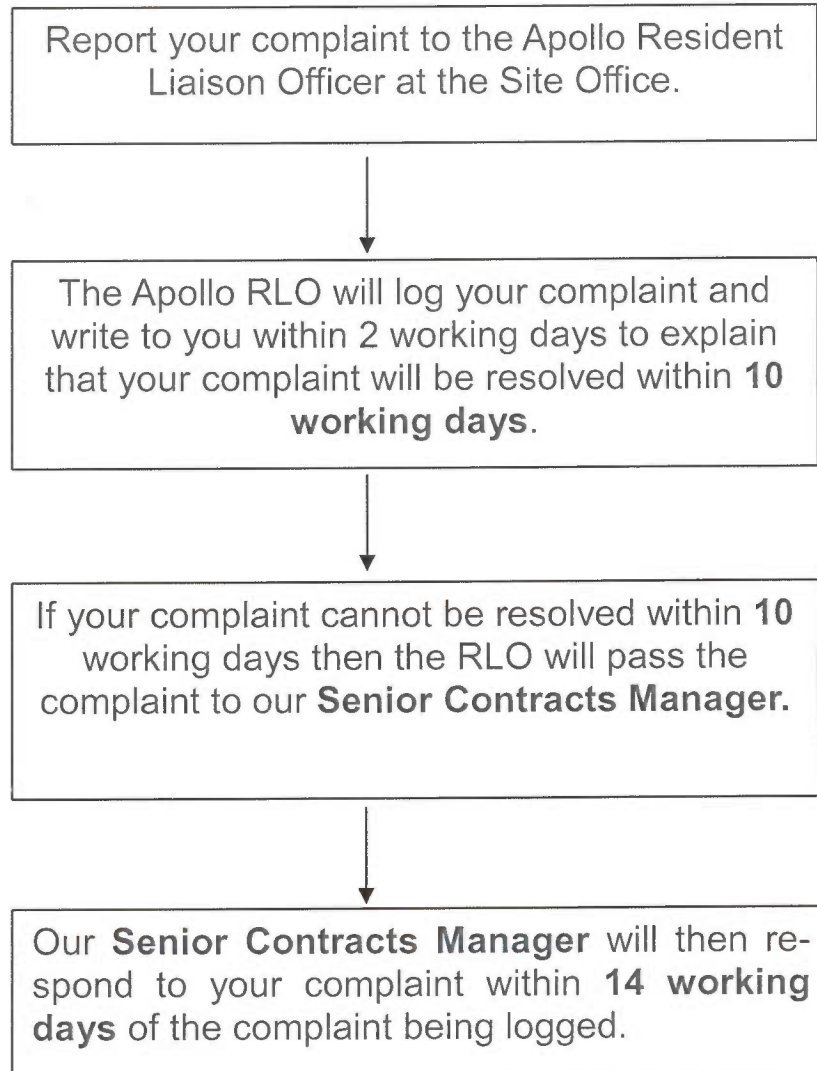 Report your complaint to the Apollo Resident
Liaison Officer at the Site Office.
The Apollo RLO will log your complaint and
write to you within 2 working days to explain
that your complaint will be resolved within 10
working days.
If your complaint cannot be resolved within 10
working days then the RLO will pass the
complaint to our Senior Contracts Manager.
Our Senior Contracts Manager will then re-
spond to your complaint within 14 working
days of the complaint being logged.